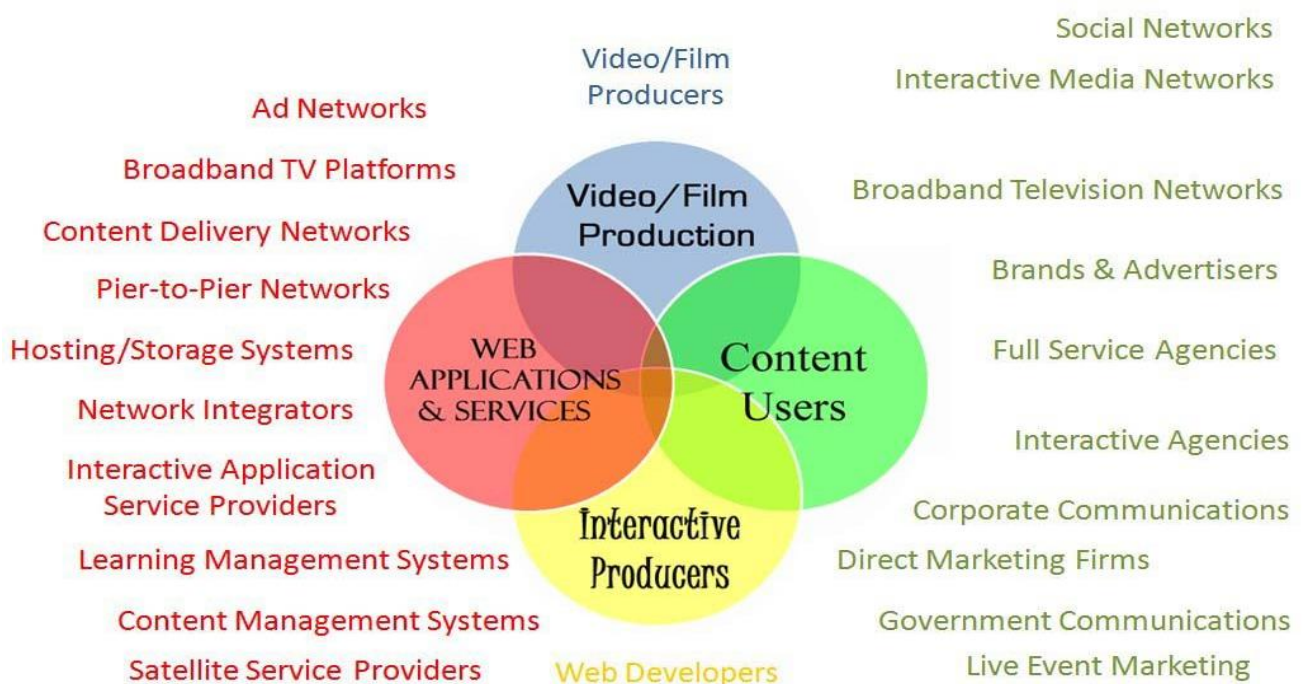 Social Networks
Video/Film
Producers
Interactive Media Networks
Ad Networks
Broadband TV Platforms
Video/Film
Production
Broadband Television Networks
Content Delivery Networks
Brands & Advertisers
Pier-to-Pier Networks
Hosting/Storage Systems
WEB
APPLICATIONS
& SERVICES
Content
Users
Full Service Agencies
Network Integrators
Interactive Agencies
Interactive Application
Service Providers
Corporate Communications
Interactive
Producers
Learning Management Systems
Direct Marketing Firms
Content Management Systems
Government Communications
Satellite Service Providers
Web Developers
Live Event Marketing